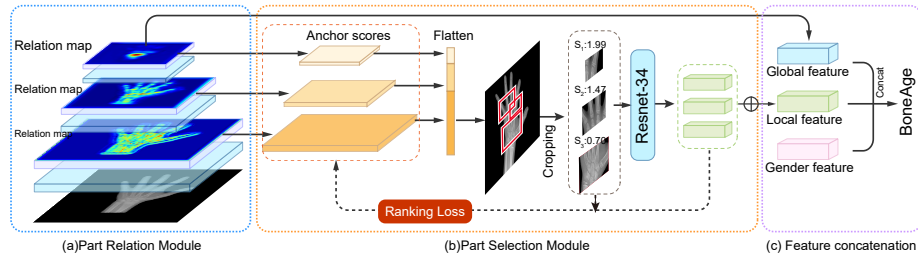 Relation map
Relation map
Relation map
(a)Part Relation Module
Anchor scores
Flatten
Cropping
S₁:1.99
S₂:1.47
S₃:0.70
Resnet-34
Ranking Loss
(b)Part Selection Module
Global feature
Local feature
Gender feature
Concat
BoneAge
(c) Feature concatenation